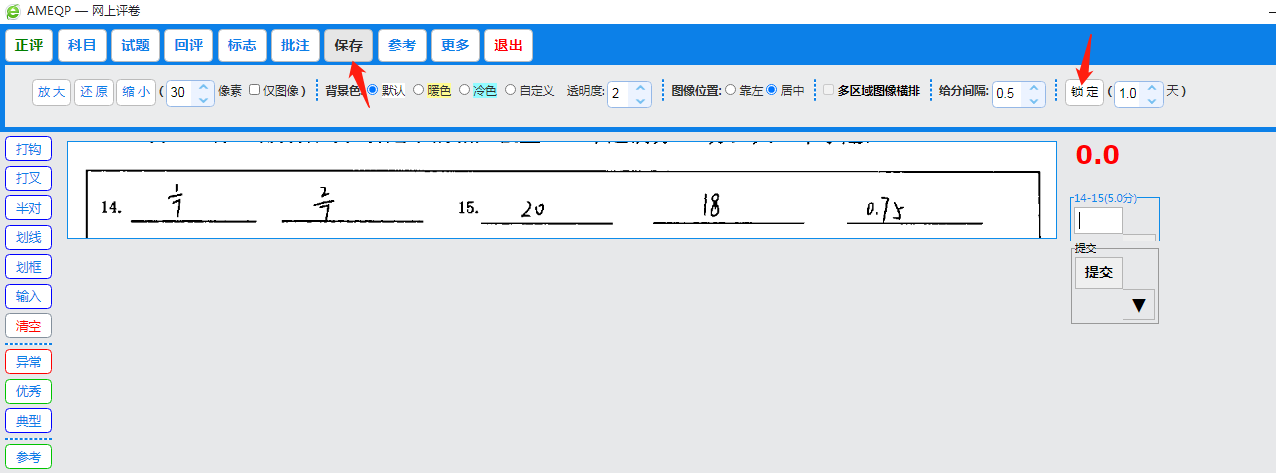 AMEQP — 网上评卷
正评 科目 试题 回评 标志 批注 保存 参考 更多 退出
放大 还原 缩小 ( 30 像素 仅图像 ) 背景色: 默认 暖色 冷色 自定义 透明度: 2 图像位置: 靠左 居中 多区域图像横排 给分间隔: 0.5 锁定 ( 1.0 天 )
打钩
打叉
半对
划线
划框
输入
清空
异常
优秀
典型
参考
14. 1/7 2/7 15. 20 18 0.75
0.0
14-15(5.0分)
提交
提交
▼